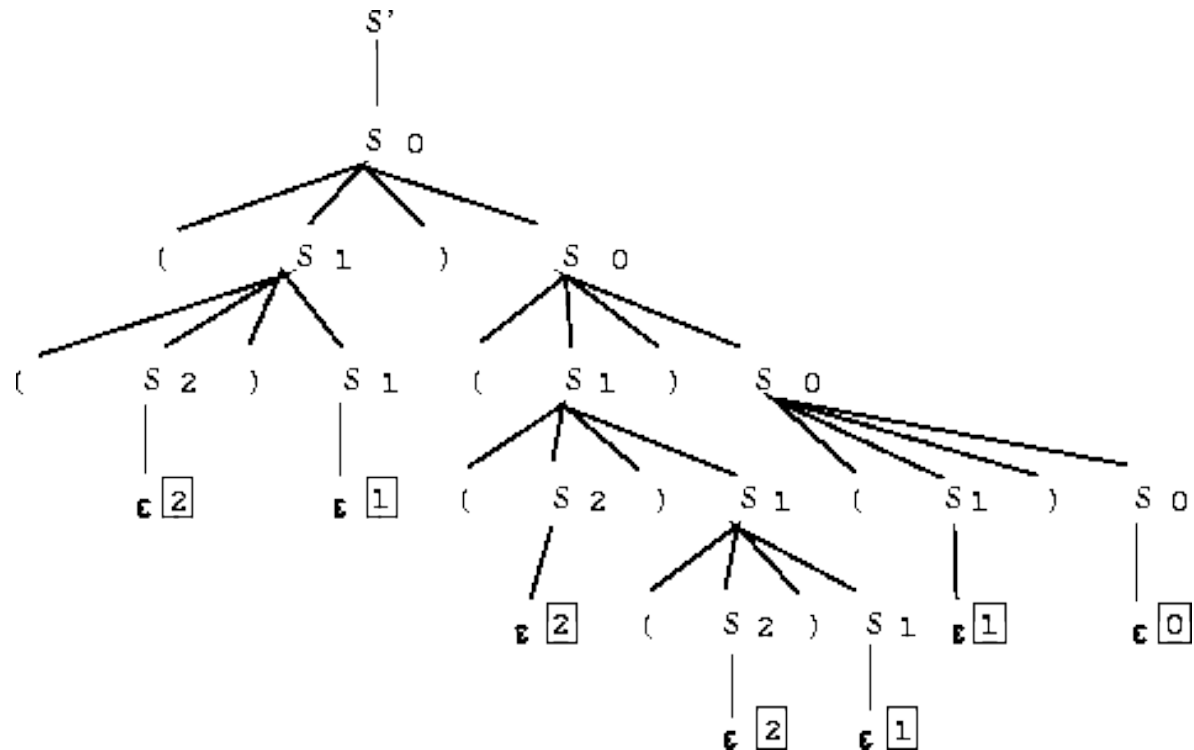 S'
S 0
( S 1 ) S 0
( S 2 ) S 1 ( S 1 ) S 0
ε 2 ε 1 ( S 2 ) S 1 ( S 1 ) S 0
ε 2 ( S 2 ) S 1 ε 1 ε 0
ε 2 ε 1